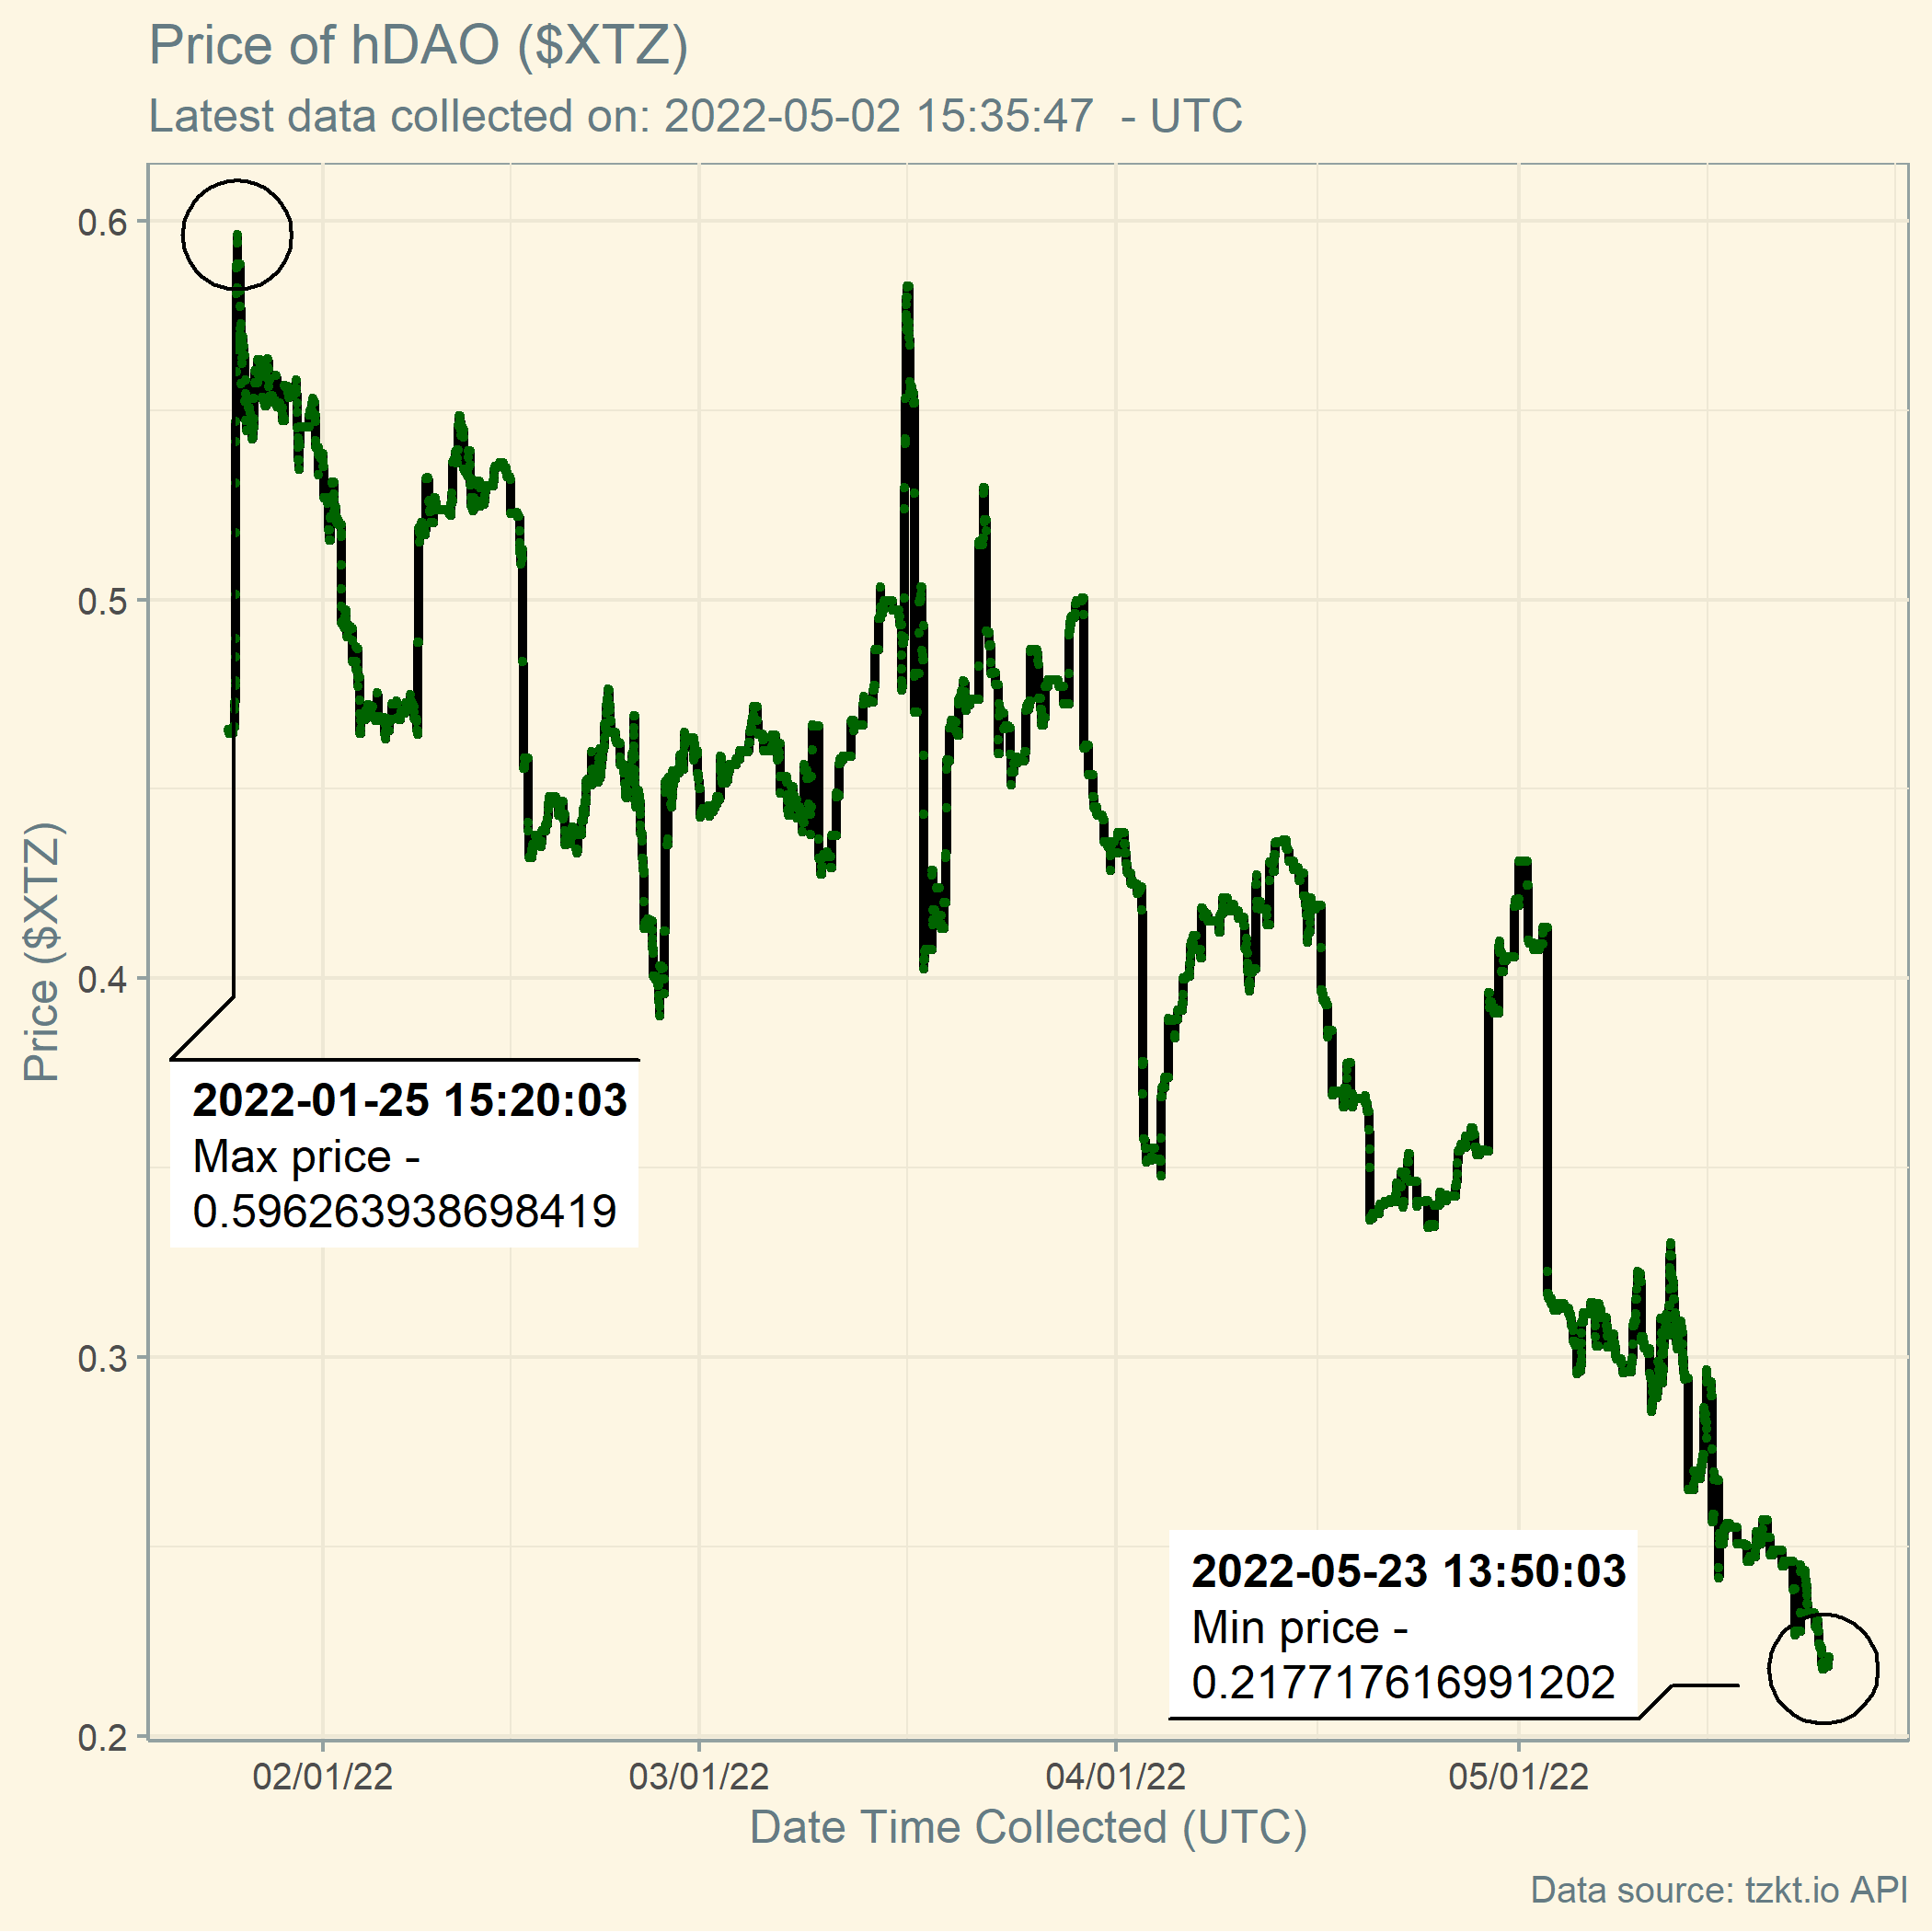 Price of hDAO ($XTZ)
Latest data collected on: 2022-05-02 15:35:47  - UTC
0.6
0.5
0.4
0.3
0.2
Price ($XTZ)
2022-01-25 15:20:03
Max price -
0.596263938698419
2022-05-23 13:50:03
Min price -
0.217717616991202
02/01/22
03/01/22
04/01/22
05/01/22
Date Time Collected (UTC)
Data source: tzkt.io API